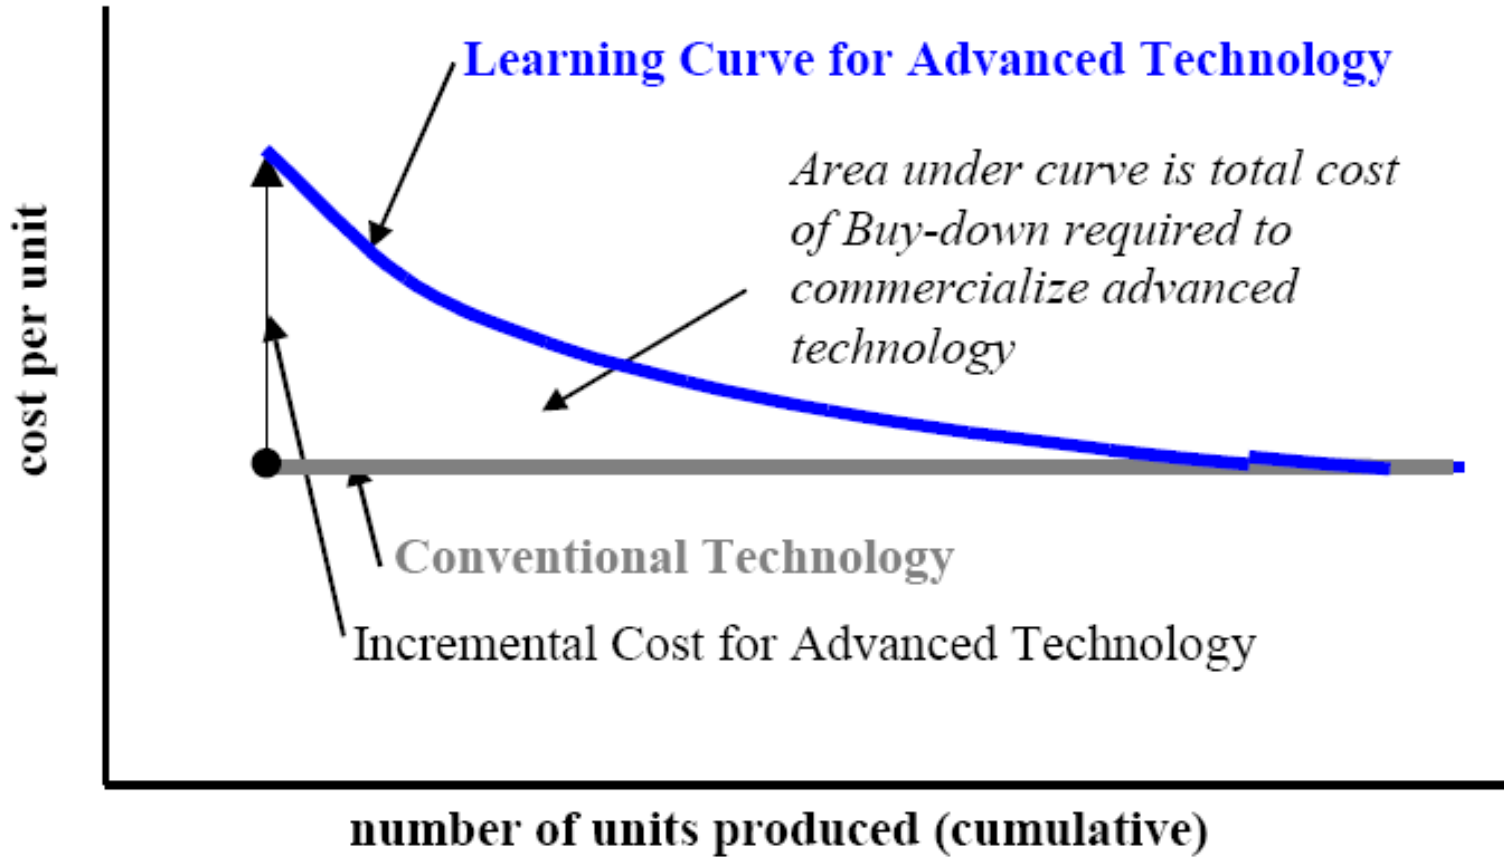 Learning Curve for Advanced Technology
Area under curve is total cost
of Buy-down required to
commercialize advanced
technology
cost per unit
Conventional Technology
Incremental Cost for Advanced Technology
number of units produced (cumulative)